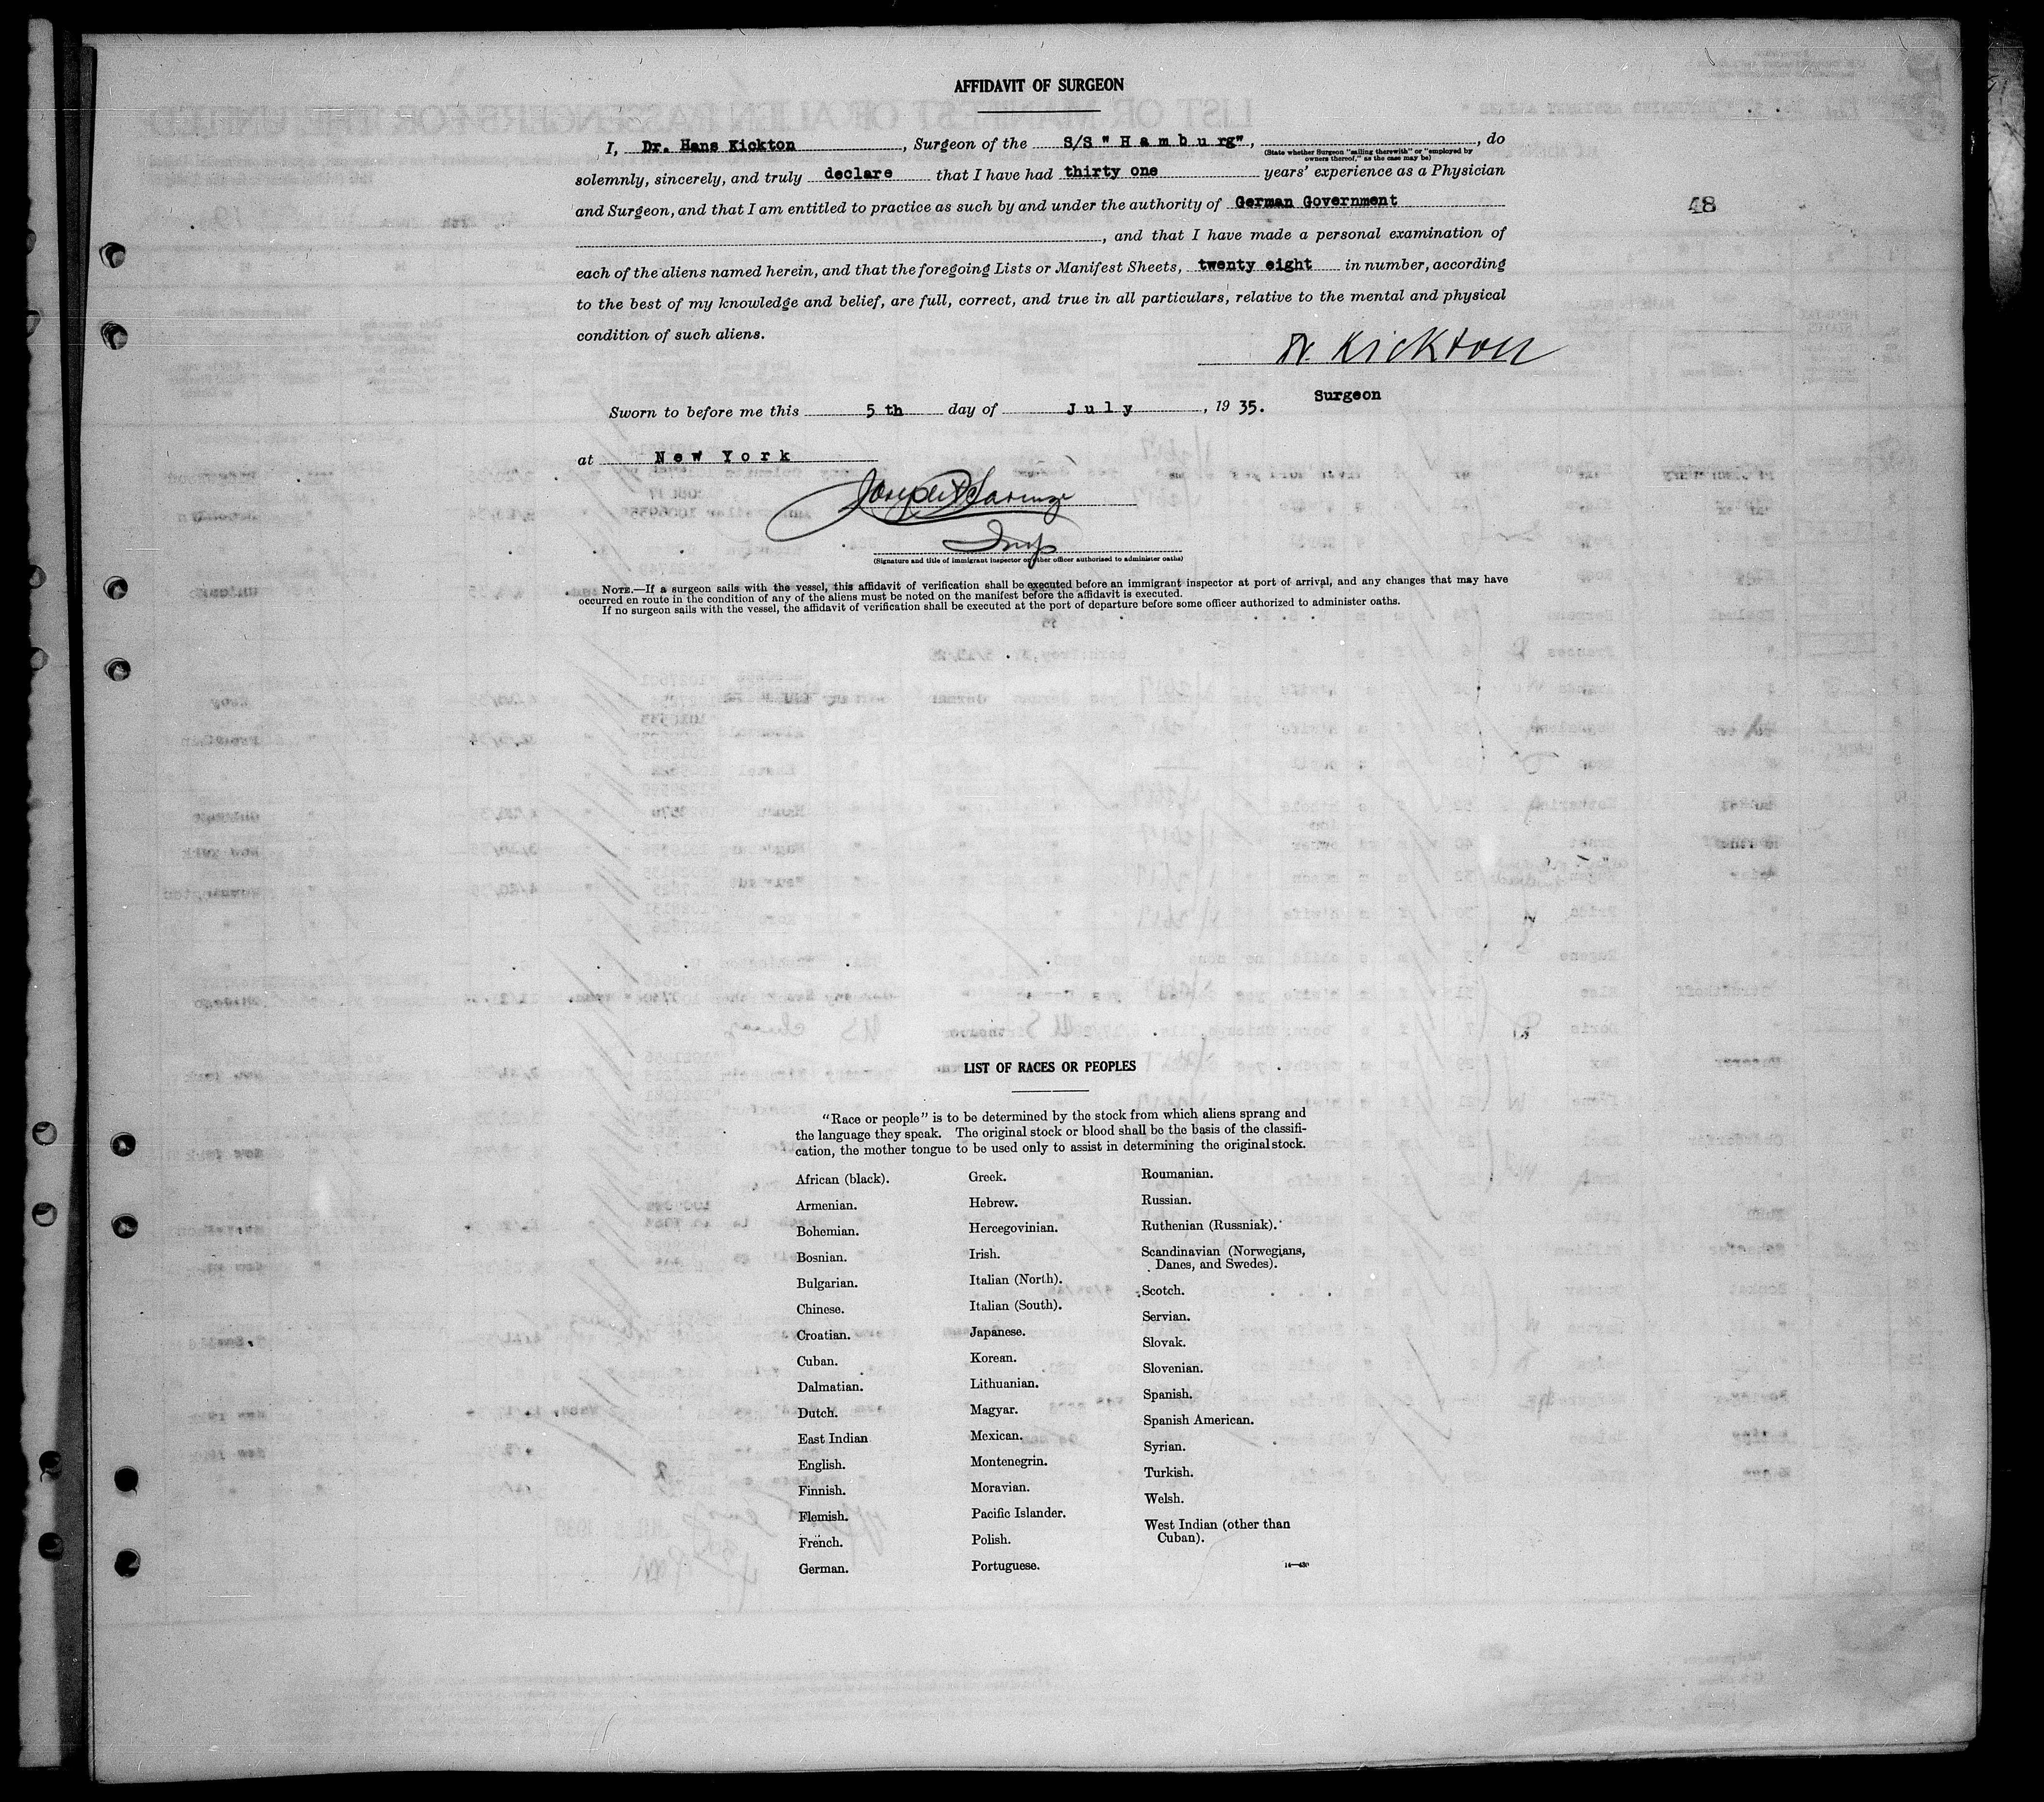 AFFIDAVIT OF SURGEON
I, Dr. Hans Kickton, Surgeon of the S/S "H a m b u rg", , do
(State whether Surgeon "sailing therewith" or "employed by
owners thereof," as the case may be)
solemnly, sincerely, and truly declare that I have had thirty one years' experience as a Physician
and Surgeon, and that I am entitled to practice as such by and under the authority of German Government
48
, and that I have made a personal examination of
each of the aliens named herein, and that the foregoing Lists or Manifest Sheets, twenty eight in number, according
to the best of my knowledge and belief, are full, correct, and true in all particulars, relative to the mental and physical
condition of such aliens.
Dr. Kickton
Surgeon
Sworn to before me this 5 th day of J u l y, 19 35.
at N e w Y o r k
Insp
(Signature and title of immigrant inspector or other officer authorized to administer oaths)
NOTE.—If a surgeon sails with the vessel, this affidavit of verification shall be executed before an immigrant inspector at port of arrival, and any changes that may have
occurred en route in the condition of any of the aliens must be noted on the manifest before the affidavit is executed.
If no surgeon sails with the vessel, the affidavit of verification shall be executed at the port of departure before some officer authorized to administer oaths.
LIST OF RACES OR PEOPLES
"Race or people" is to be determined by the stock from which aliens sprang and
the language they speak. The original stock or blood shall be the basis of the classifi-
cation, the mother tongue to be used only to assist in determining the original stock.
African (black).
Armenian.
Bohemian.
Bosnian.
Bulgarian.
Chinese.
Croatian.
Cuban.
Dalmatian.
Dutch.
East Indian
English.
Finnish.
Flemish.
French.
German.
Greek.
Hebrew.
Hercegovinian.
Irish.
Italian (North).
Italian (South).
Japanese.
Korean.
Lithuanian.
Magyar.
Mexican.
Montenegrin.
Moravian.
Pacific Islander.
Polish.
Portuguese.
Roumanian.
Russian.
Ruthenian (Russniak).
Scandinavian (Norwegians,
Danes, and Swedes).
Scotch.
Servian.
Slovak.
Slovenian.
Spanish.
Spanish American.
Syrian.
Turkish.
Welsh.
West Indian (other than
Cuban).